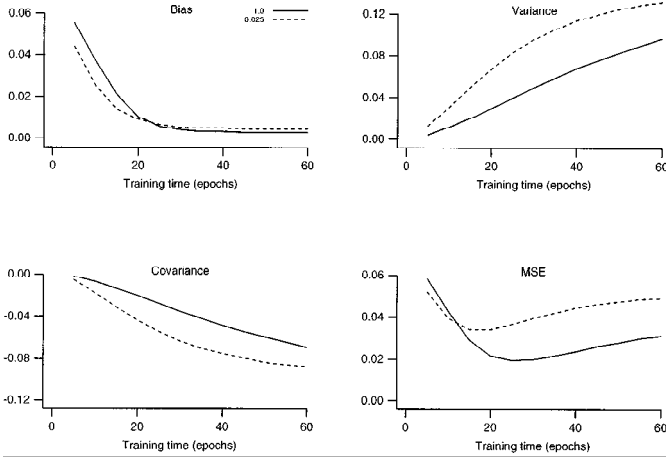 Bias
1.0
0.025
0.06
0.04
0.02
0.00
0 20 40 60
Training time (epochs)
Variance
0.12
0.08
0.04
0.00
0 20 40 60
Training time (epochs)
Covariance
0.00
-0.04
-0.08
-0.12
0 20 40 60
Training time (epochs)
MSE
0.06
0.04
0.02
0.00
0 20 40 60
Training time (epochs)